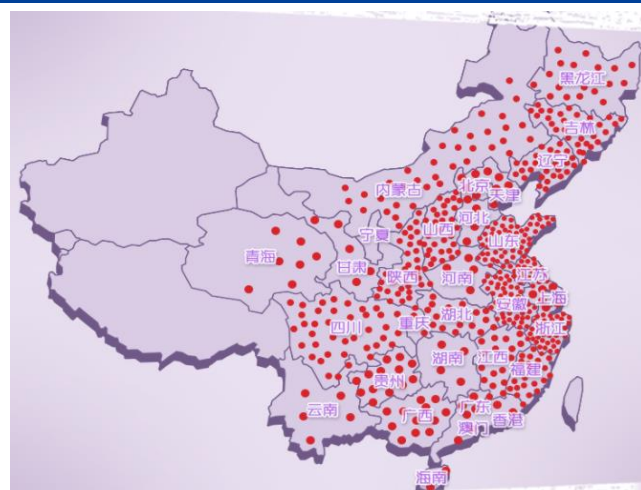 黑龙江
吉林
辽宁
内蒙古
北京
天津
河北
山西
宁夏
山东
青海
甘肃
陕西
河南
江苏
安徽
上海
四川
重庆
湖北
浙江
湖南
江西
福建
贵州
云南
广西
广东
澳门
香港
海南